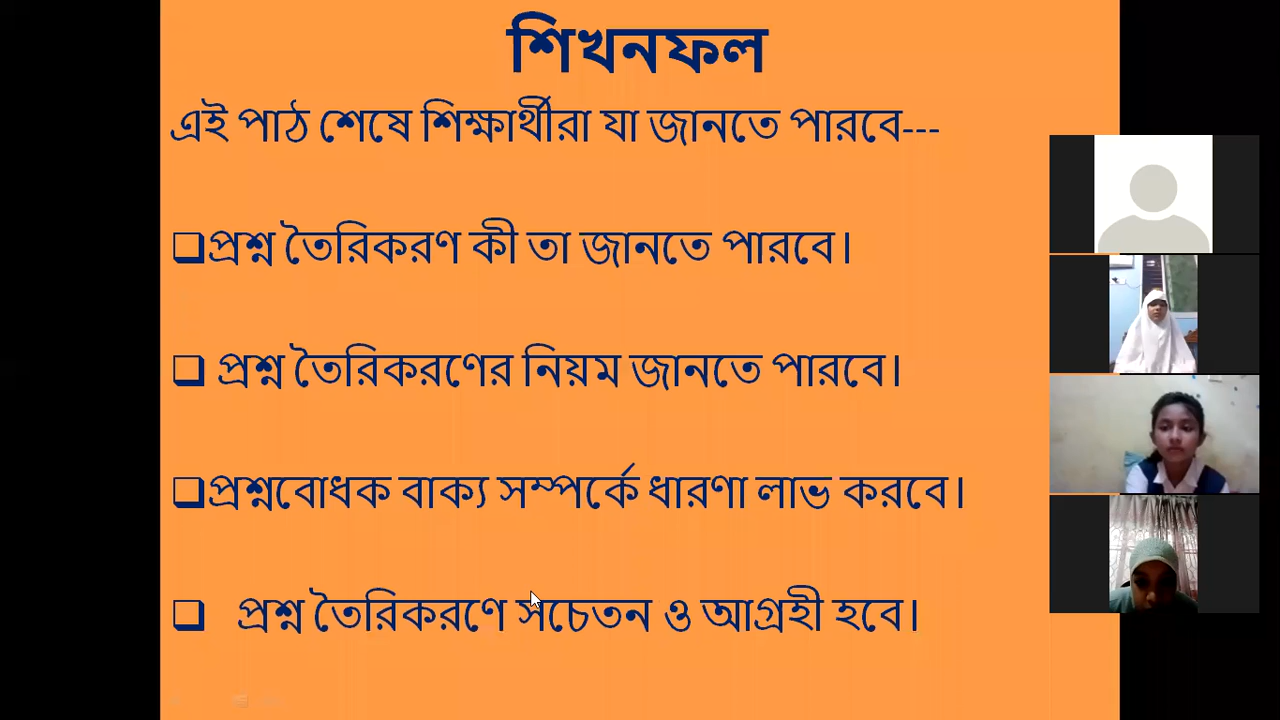 শিখনফল
এই পাঠ শেষে শিক্ষার্থীরা যা জানতে পারবে---
❑প্রশ্ন তৈরিকরণ কী তা জানতে পারবে।
❑ প্রশ্ন তৈরিকরণের নিয়ম জানতে পারবে।
❑প্রশ্নবোধক বাক্য সম্পর্কে ধারণা লাভ করবে।
❑ প্রশ্ন তৈরিকরণে সচেতন ও আগ্রহী হবে।